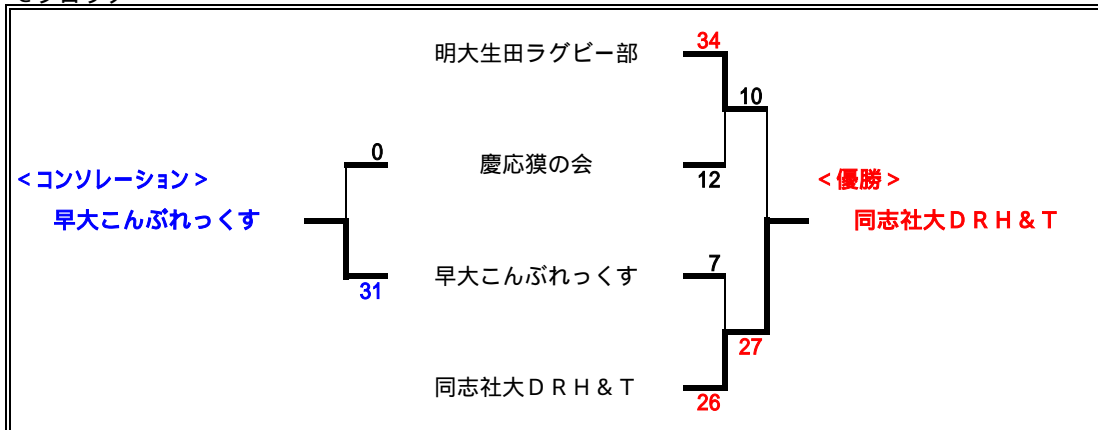 明大生田ラグビー部
34
10
0
慶応獏の会
12
<コンソレーション>
<優勝>
早大こんぶれっくす
同志社大DRH&T
7
早大こんぶれっくす
31
27
同志社大DRH&T
26